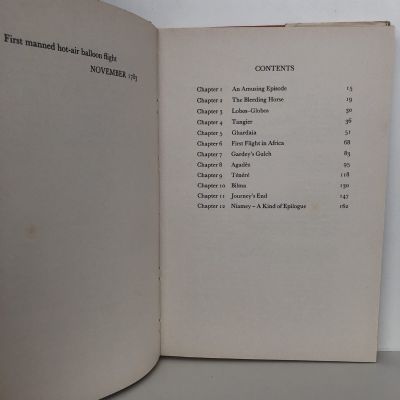 First manned hot-air balloon flight
NOVEMBER 1783
CONTENTS
Chapter 1 An Amusing Episode 15
Chapter 2 The Bleeding Horse 19
Chapter 3 Lobos-Globos 30
Chapter 4 Tangier 36
Chapter 5 Ghardaia 51
Chapter 6 First Flight in Africa 68
Chapter 7 Gardey's Gulch 83
Chapter 8 Agadès 95
Chapter 9 Ténéré 118
Chapter 10 Bilma 130
Chapter 11 Journey's End 147
Chapter 12 Niamey – A Kind of Epilogue 162